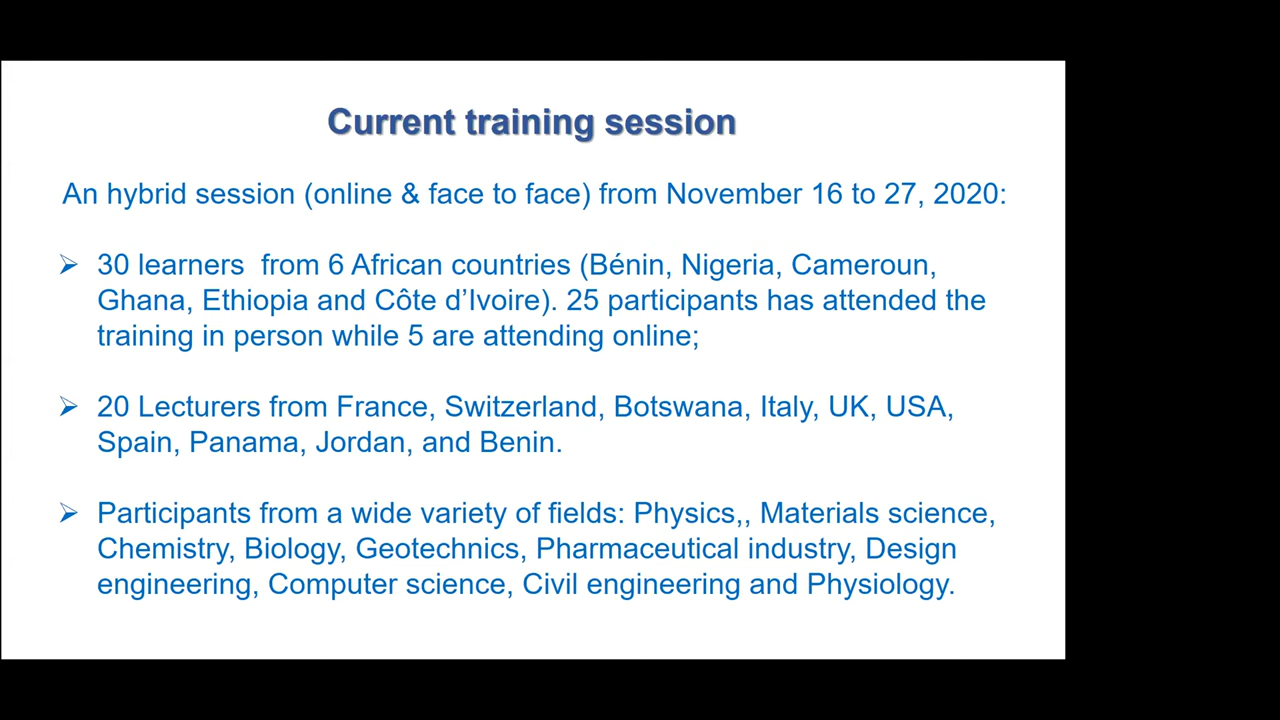 Current training session
An hybrid session (online & face to face) from November 16 to 27, 2020:
➢ 30 learners  from 6 African countries (Bénin, Nigeria, Cameroun,
Ghana, Ethiopia and Côte d’Ivoire). 25 participants has attended the
training in person while 5 are attending online;
➢ 20 Lecturers from France, Switzerland, Botswana, Italy, UK, USA,
Spain, Panama, Jordan, and Benin.
➢ Participants from a wide variety of fields: Physics,, Materials science,
Chemistry, Biology, Geotechnics, Pharmaceutical industry, Design
engineering, Computer science, Civil engineering and Physiology.